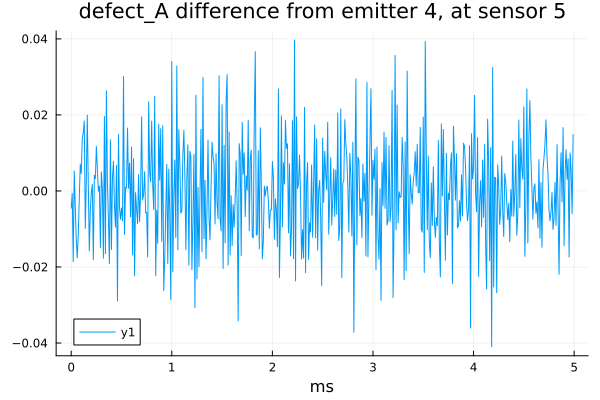 defect_A difference from emitter 4, at sensor 5
0.04
0.02
0.00
−0.02
−0.04
y1
0 1 2 3 4 5
ms